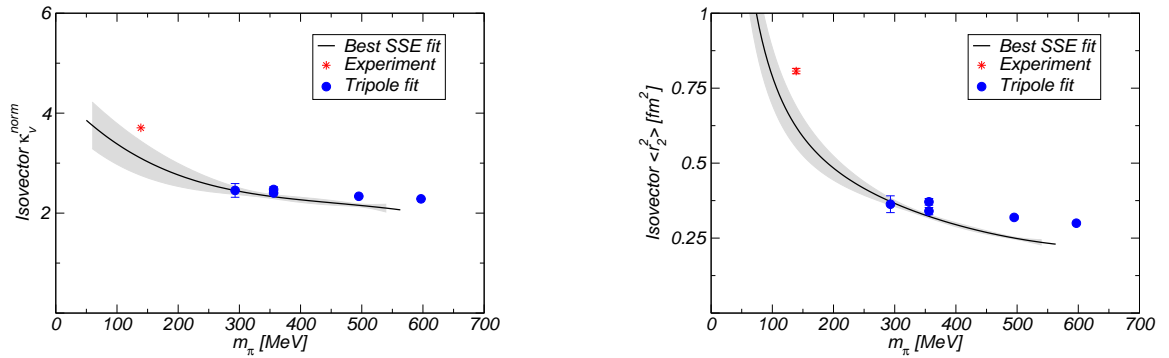 6
4
2
Isovector κ_v^norm
Best SSE fit
Experiment
Tripole fit
0 100 200 300 400 500 600 700
m_π [MeV]
1
0.75
0.5
0.25
Isovector <r_2^2> [fm^2]
Best SSE fit
Experiment
Tripole fit
0 100 200 300 400 500 600 700
m_π [MeV]